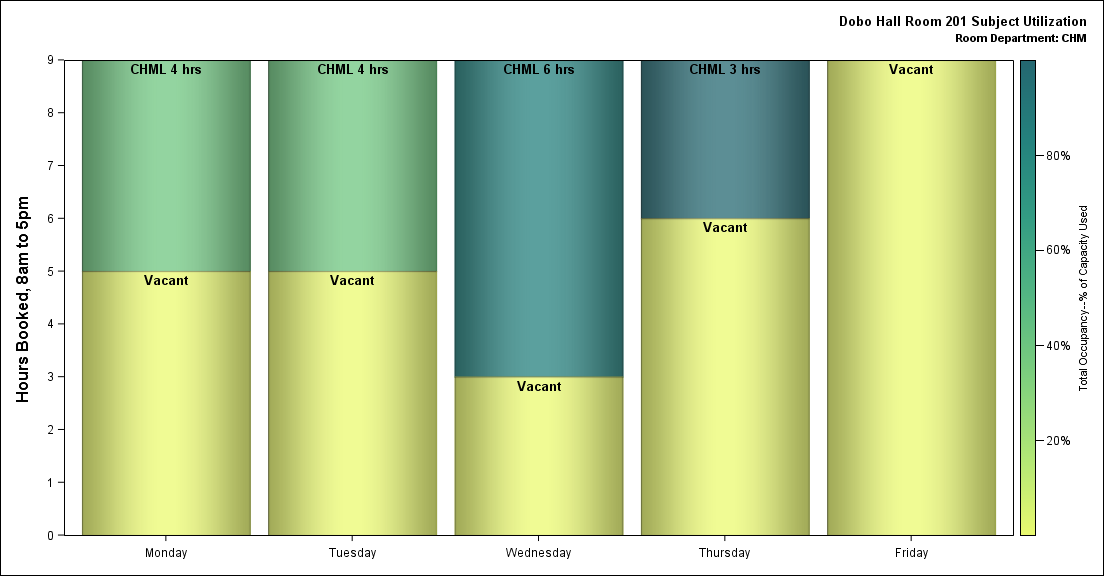 Dobo Hall Room 201 Subject Utilization
Room Department: CHM
Hours Booked, 8am to 5pm
9
8
7
6
5
4
3
2
1
0
CHML 4 hrs
Vacant
CHML 4 hrs
Vacant
CHML 6 hrs
Vacant
CHML 3 hrs
Vacant
Vacant
Monday
Tuesday
Wednesday
Thursday
Friday
80%
60%
40%
20%
Total Occupancy--% of Capacity Used